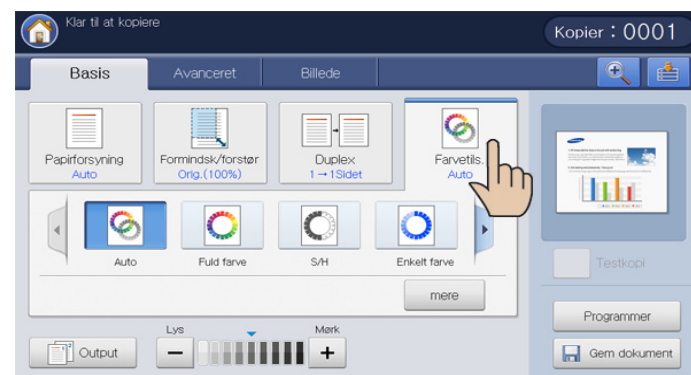 Klar til at kopiere
Kopier : 0001
Basis
Avanceret
Billede
Papirforsyning
Auto
Formindsk/forstør
Orig.(100%)
Duplex
1 → 1Sidet
Farvetils.
Auto
Auto
Fuld farve
S/H
Enkelt farve
mere
Testkopi
Lys
Mørk
Output
Programmer
Gem dokument